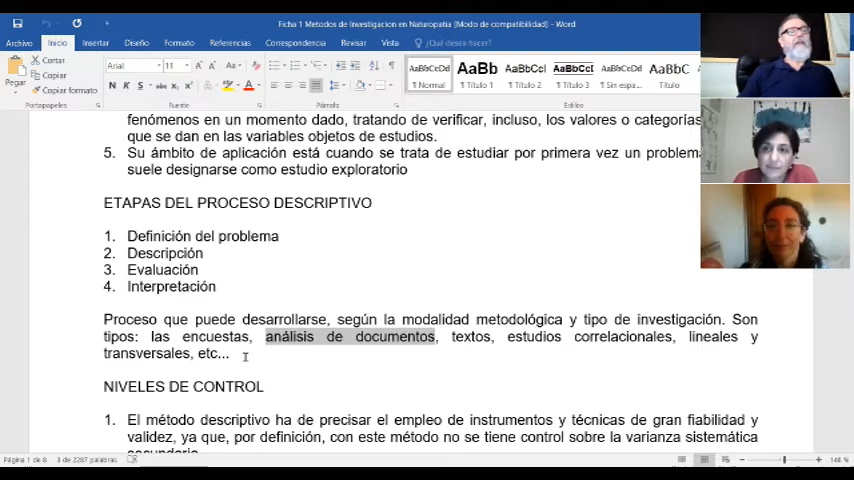 Ficha 1 Metodos de Investigacion en Naturopatía [Modo de compatibilidad] - Word
Archivo Inicio Insertar Diseño Formato Referencias Correspondencia Revisar Vista ¿Qué desea hacer?
Cortar
Copiar
Copiar formato
Pegar
Arial 11
N K S abc x₂ x²
AaBbCcDd AaBb AaBbCcI AaBbCcI AaBbCcDd AaBbC
¶ Normal ¶ Título 1 ¶ Título 2 ¶ Título 3 ¶ Sin espa... Título
Portapapeles Fuente Párrafo Estilos
fenómenos en un momento dado, tratando de verificar, incluso, los valores o categorías
que se dan en las variables objetos de estudios.
5. Su ámbito de aplicación está cuando se trata de estudiar por primera vez un problema
suele designarse como estudio exploratorio
ETAPAS DEL PROCESO DESCRIPTIVO
1. Definición del problema
2. Descripción
3. Evaluación
4. Interpretación
Proceso que puede desarrollarse, según la modalidad metodológica y tipo de investigación. Son
tipos: las encuestas, análisis de documentos, textos, estudios correlacionales, lineales y
transversales, etc...
NIVELES DE CONTROL
1. El método descriptivo ha de precisar el empleo de instrumentos y técnicas de gran fiabilidad y
validez, ya que, por definición, con este método no se tiene control sobre la varianza sistemática
secundaria
Página 1 de 8 3 de 2287 palabras 148 %